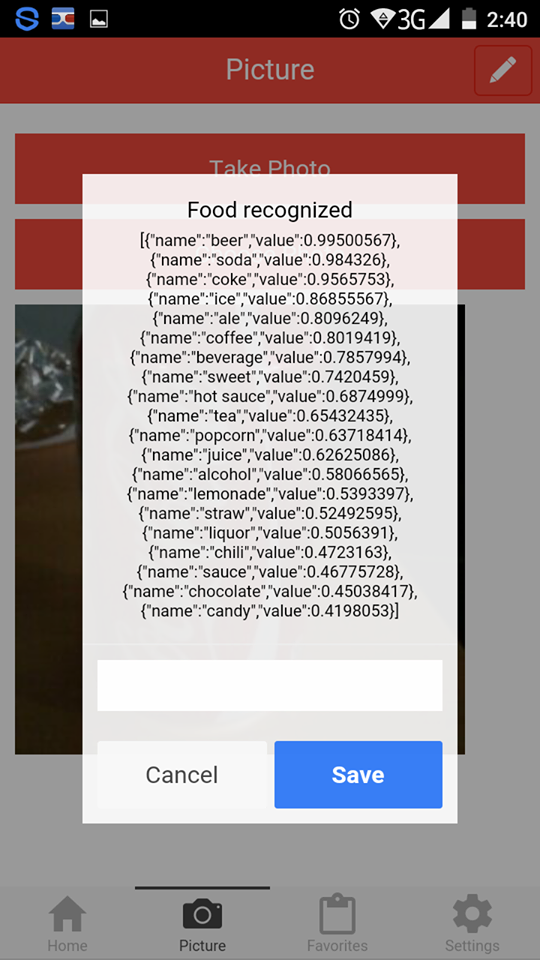 3G 2:40
Picture
Take Photo
Food recognized
[{"name":"beer","value":0.99500567},
{"name":"soda","value":0.984326},
{"name":"coke","value":0.9565753},
{"name":"ice","value":0.86855567},
{"name":"ale","value":0.8096249},
{"name":"coffee","value":0.8019419},
{"name":"beverage","value":0.7857994},
{"name":"sweet","value":0.7420459},
{"name":"hot sauce","value":0.6874999},
{"name":"tea","value":0.65432435},
{"name":"popcorn","value":0.63718414},
{"name":"juice","value":0.62625086},
{"name":"alcohol","value":0.58066565},
{"name":"lemonade","value":0.5393397},
{"name":"straw","value":0.52492595},
{"name":"liquor","value":0.5056391},
{"name":"chili","value":0.4723163},
{"name":"sauce","value":0.46775728},
{"name":"chocolate","value":0.45038417},
{"name":"candy","value":0.4198053}]
Cancel Save
Home Picture Favorites Settings